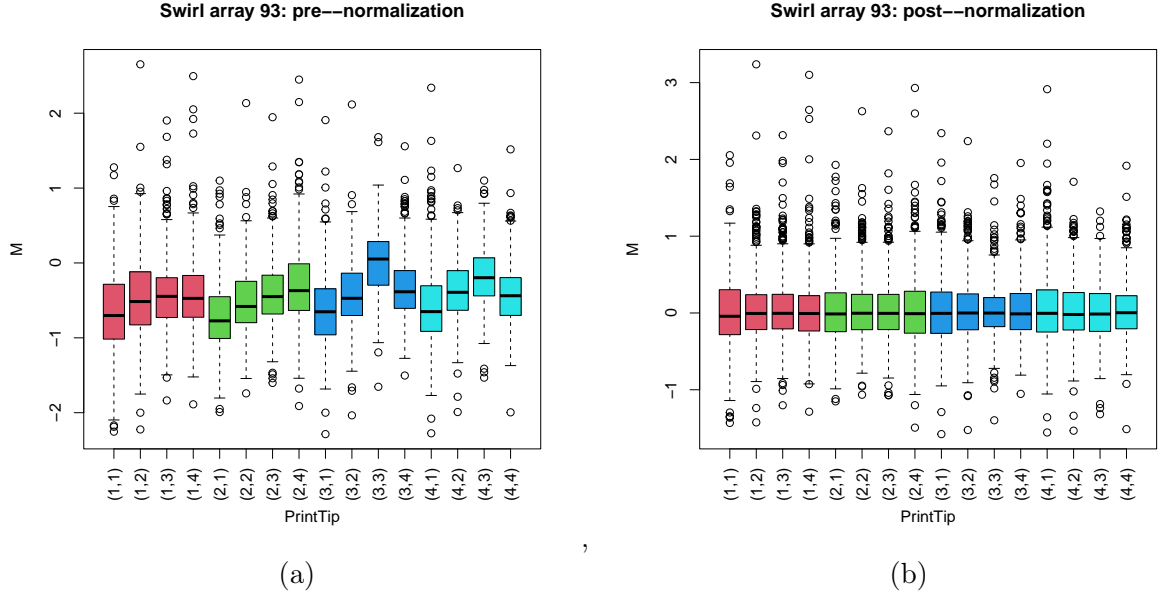 Swirl array 93: pre−−normalization
M
2
1
0
−1
−2
(1,1) (1,2) (1,3) (1,4) (2,1) (2,2) (2,3) (2,4) (3,1) (3,2) (3,3) (3,4) (4,1) (4,2) (4,3) (4,4)
PrintTip
(a)
,
Swirl array 93: post−−normalization
M
3
2
1
0
−1
(1,1) (1,2) (1,3) (1,4) (2,1) (2,2) (2,3) (2,4) (3,1) (3,2) (3,3) (3,4) (4,1) (4,2) (4,3) (4,4)
PrintTip
(b)